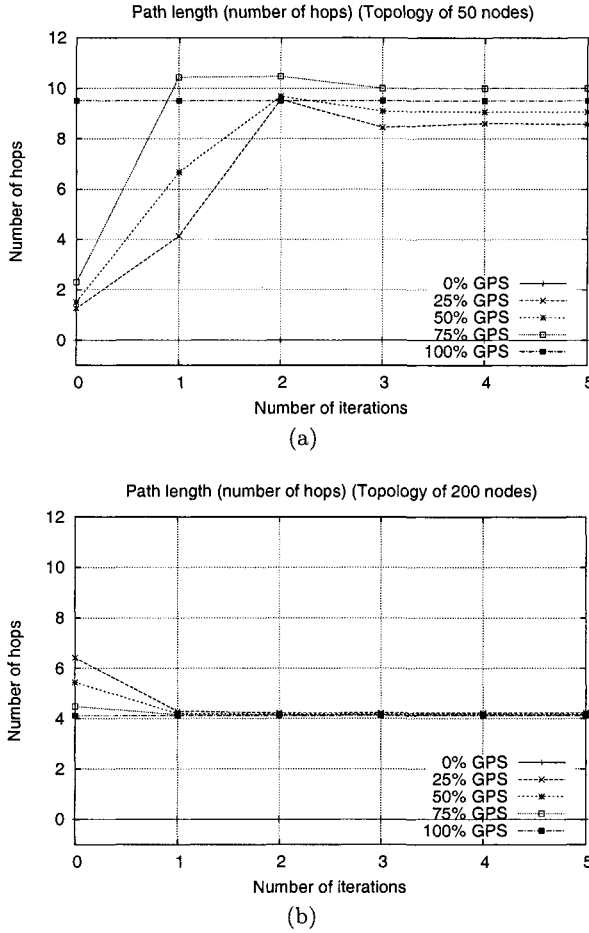 Path length (number of hops) (Topology of 50 nodes)
12
10
8
6
4
2
0
Number of hops
0% GPS
25% GPS
50% GPS
75% GPS
100% GPS
0 1 2 3 4 5
Number of iterations
(a)
Path length (number of hops) (Topology of 200 nodes)
12
10
8
6
4
2
0
Number of hops
0% GPS
25% GPS
50% GPS
75% GPS
100% GPS
0 1 2 3 4 5
Number of iterations
(b)